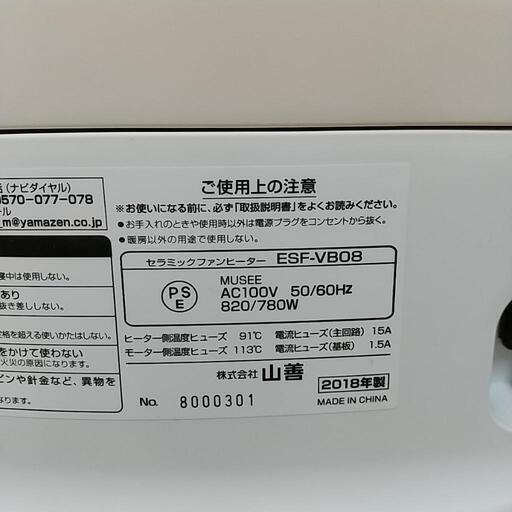 話(ナビダイヤル)
0570-077-078
ール
m@yamazen.co.jp
寝中は使用しない。
あり
抜き差ししない。
定格を超える使いかたはしない。
をかけて使わない
火災の原因になります。
ピンや針金など、異物を
になります。
ご使用上の注意
※お使いになる前に、必ず「取扱説明書」をよくお読みください。
●お手入れのときや使用時以外は電源プラグをコンセントから抜く。
●暖房以外の用途で使用しない。
セラミックファンヒーター ESF-VB08
PSE
MUSEE
AC100V 50/60Hz
820/780W
ヒーター側温度ヒューズ 91℃ 電流ヒューズ(主回路) 15A
モーター側温度ヒューズ 113℃ 電流ヒューズ(基板) 1.5A
株式会社 山善
2018年製
No. 8000301
MADE IN CHINA